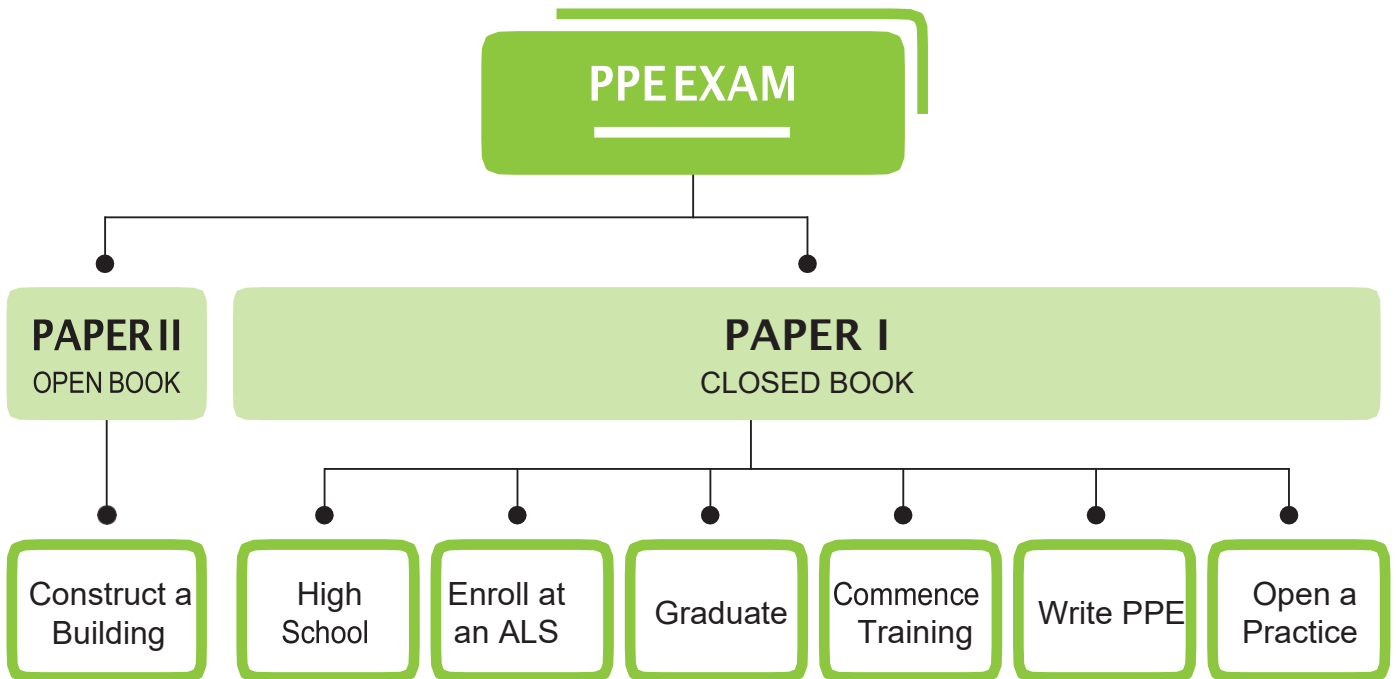 PPE EXAM
PAPER II
OPEN BOOK
PAPER I
CLOSED BOOK
Construct a
Building
High
School
Enroll at
an ALS
Graduate
Commence
Training
Write PPE
Open a
Practice